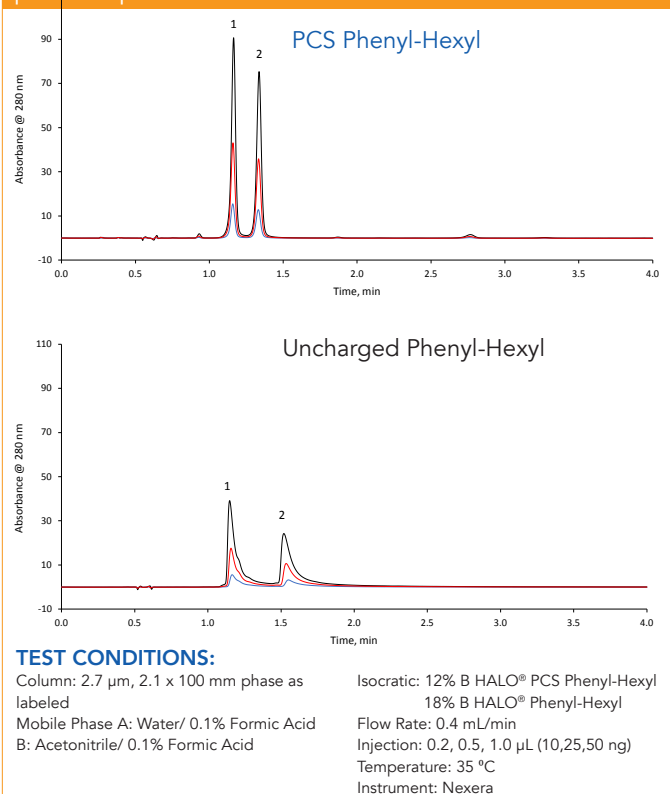 1
PCS Phenyl-Hexyl
2
90
70
50
30
10
-10
Absorbance @ 280 nm
0.0 0.5 1.0 1.5 2.0 2.5 3.0 3.5 4.0
Time, min
Uncharged Phenyl-Hexyl
110
90
70
50
30
10
-10
Absorbance @ 280 nm
1
2
0.0 0.5 1.0 1.5 2.0 2.5 3.0 3.5 4.0
Time, min
TEST CONDITIONS:
Column: 2.7 µm, 2.1 x 100 mm phase as
labeled
Mobile Phase A: Water/ 0.1% Formic Acid
B: Acetonitrile/ 0.1% Formic Acid
Isocratic: 12% B HALO® PCS Phenyl-Hexyl
18% B HALO® Phenyl-Hexyl
Flow Rate: 0.4 mL/min
Injection: 0.2, 0.5, 1.0 µL (10,25,50 ng)
Temperature: 35 ºC
Instrument: Nexera